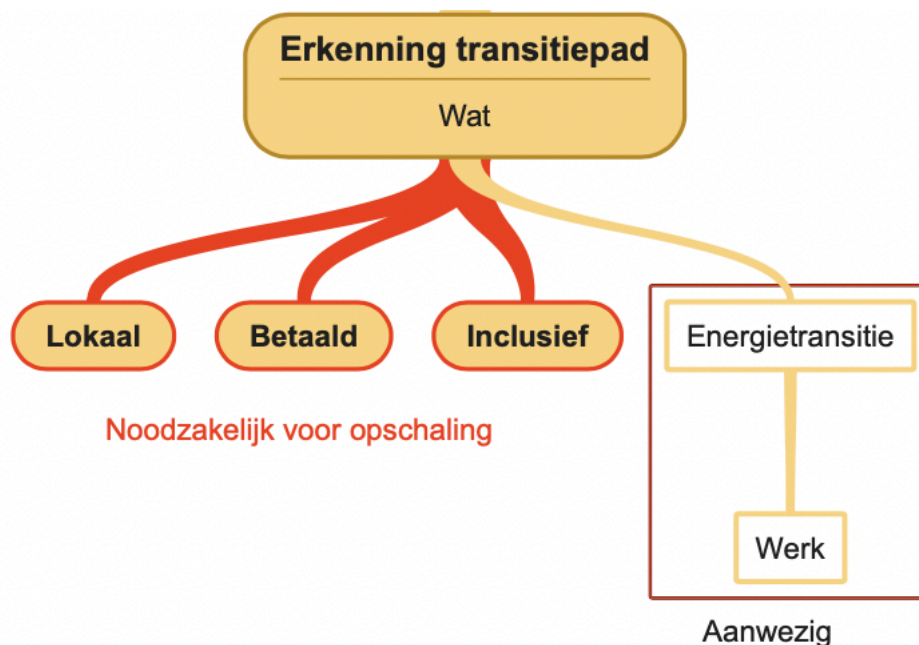 Erkenning transitiepad
Wat
Lokaal
Betaald
Inclusief
Energietransitie
Noodzakelijk voor opschaling
Werk
Aanwezig